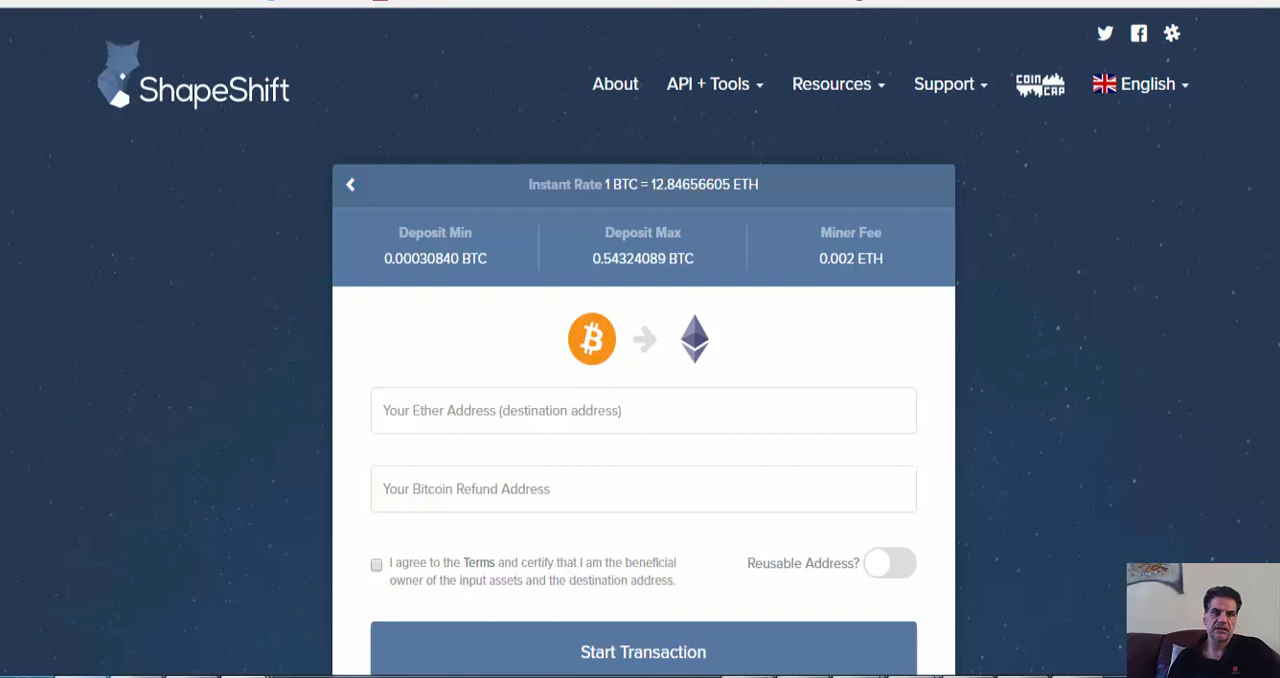 ShapeShift
About
API + Tools
Resources
Support
COIN CAP
English
Instant Rate 1 BTC = 12.84656605 ETH
Deposit Min
Deposit Max
Miner Fee
0.00030840 BTC
0.54324089 BTC
0.002 ETH
Your Ether Address (destination address)
Your Bitcoin Refund Address
I agree to the Terms and certify that I am the beneficial
owner of the input assets and the destination address.
Reusable Address?
Start Transaction